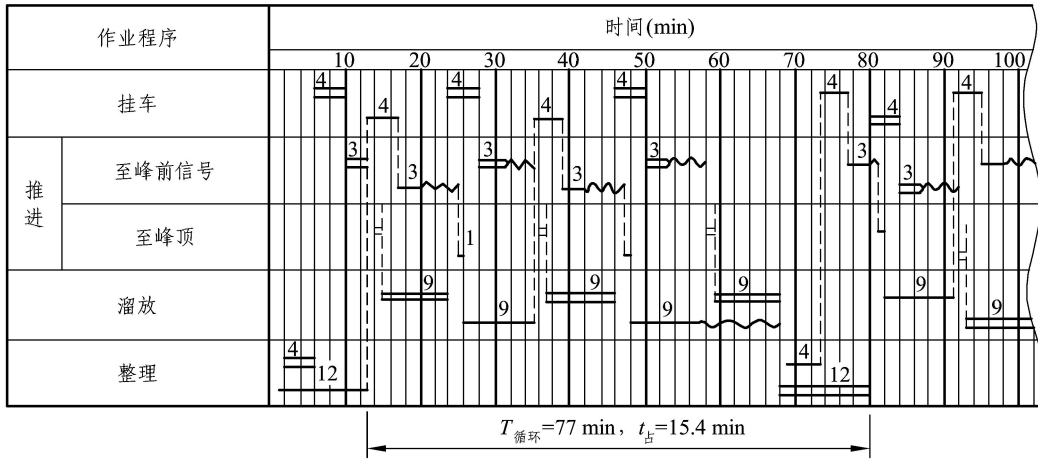 作业程序
时间(min)
10 20 30 40 50 60 70 80 90 100
挂车
4 4 4 4 4 4 4 4
推进
至峰前信号
3 3 3 3 3 3
至峰顶
1
溜放
9 9 9 9 9 9 9 9
整理
4 12 4 12
T循环=77 min，t占=15.4 min